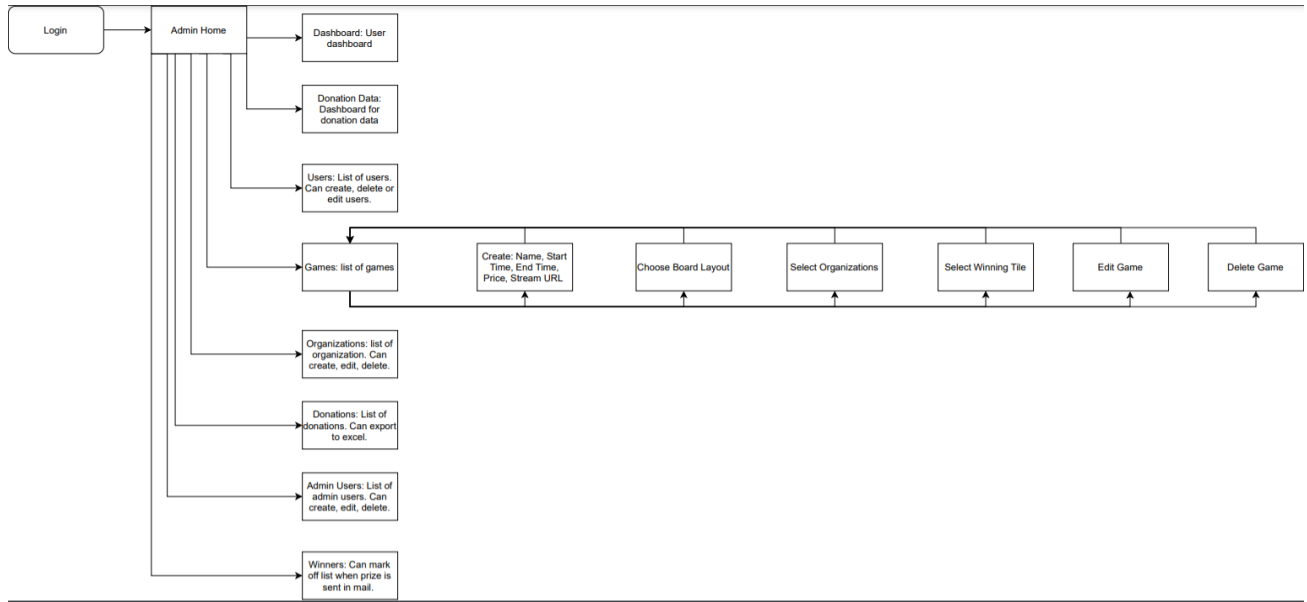 Login
Admin Home
Dashboard: User
dashboard
Donation Data:
Dashboard for
donation data
Users: List of users.
Can create, delete or
edit users.
Games: list of games
Create: Name, Start
Time, End Time,
Price, Stream URL
Choose Board Layout
Select Organizations
Select Winning Tile
Edit Game
Delete Game
Organizations: list of
organization. Can
create, edit, delete.
Donations: List of
donations. Can export
to excel.
Admin Users: List of
admin users. Can
create, edit, delete.
Winners: Can mark
off list when prize is
sent in mail.